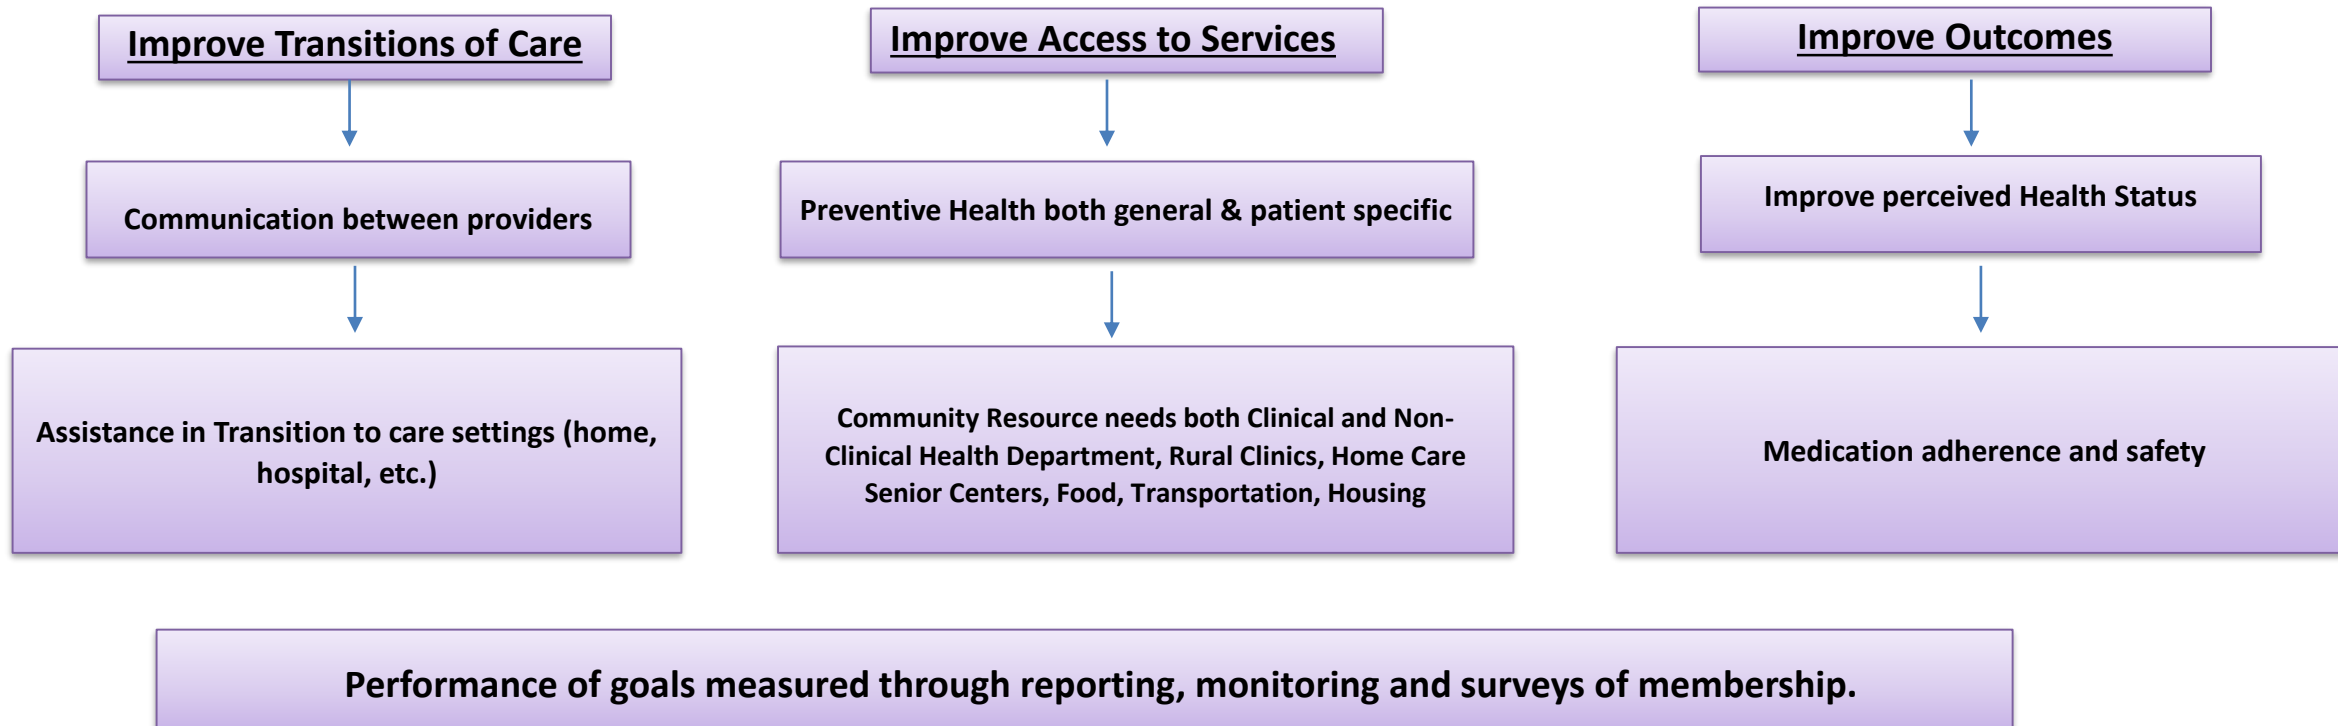 Improve Transitions of Care
Improve Access to Services
Improve Outcomes
Communication between providers
Preventive Health both general & patient specific
Improve perceived Health Status
Assistance in Transition to care settings (home,
hospital, etc.)
Community Resource needs both Clinical and Non-
Clinical Health Department, Rural Clinics, Home Care
Senior Centers, Food, Transportation, Housing
Medication adherence and safety
Performance of goals measured through reporting, monitoring and surveys of membership.